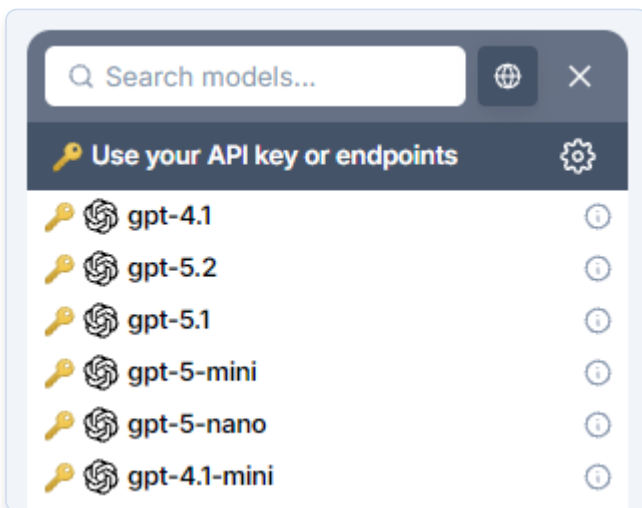 Search models...
Use your API key or endpoints
gpt-4.1
gpt-5.2
gpt-5.1
gpt-5-mini
gpt-5-nano
gpt-4.1-mini